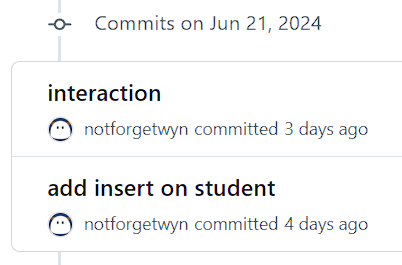 Commits on Jun 21, 2024
interaction
notforgetwyn committed 3 days ago
add insert on student
notforgetwyn committed 4 days ago